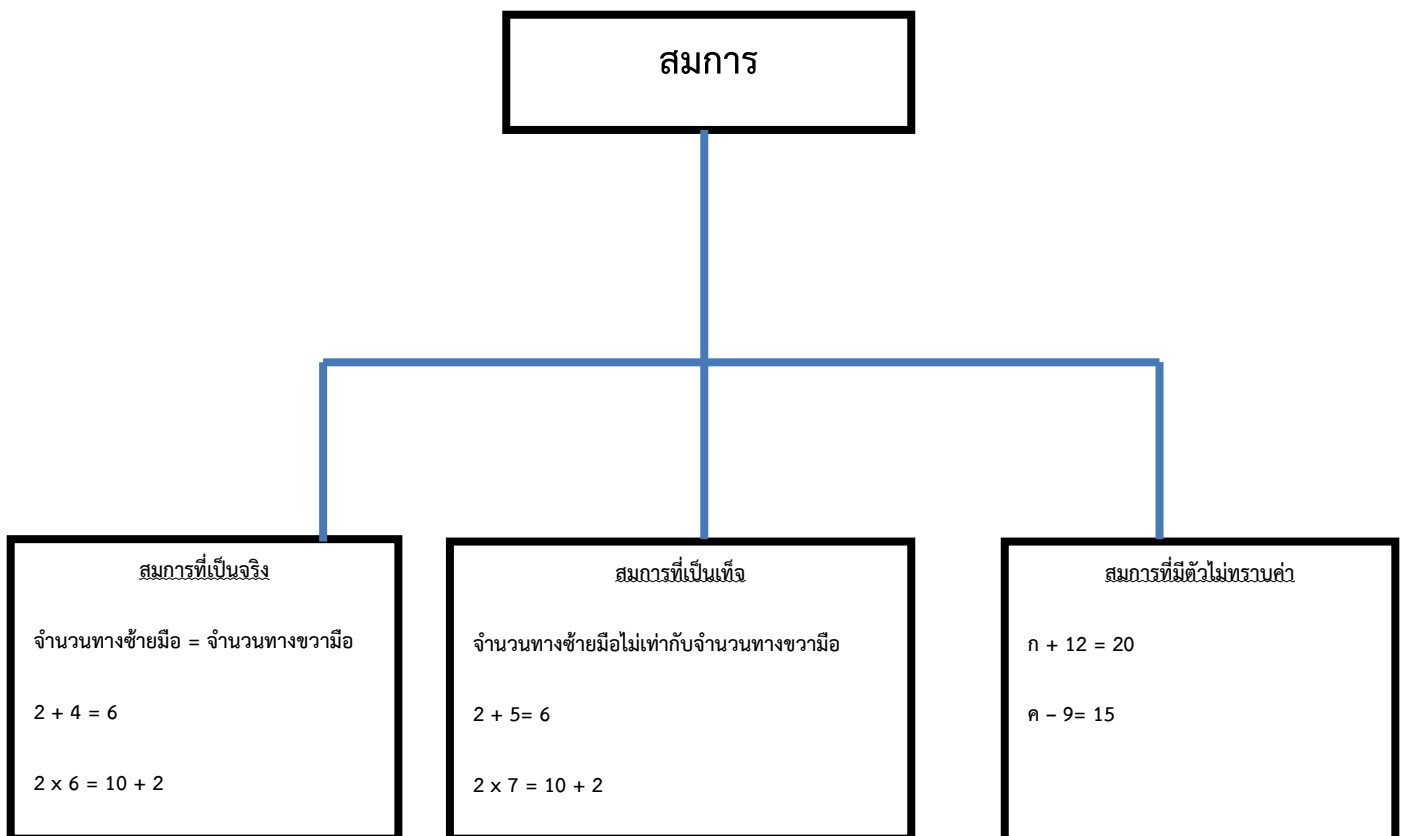 สมการ
สมการที่เป็นจริง
จำนวนทางซ้ายมือ = จำนวนทางขวามือ
2 + 4 = 6
2 x 6 = 10 + 2
สมการที่เป็นเท็จ
จำนวนทางซ้ายมือไม่เท่ากับจำนวนทางขวามือ
2 + 5= 6
2 x 7 = 10 + 2
สมการที่มีตัวไม่ทราบค่า
ก + 12 = 20
ค – 9= 15